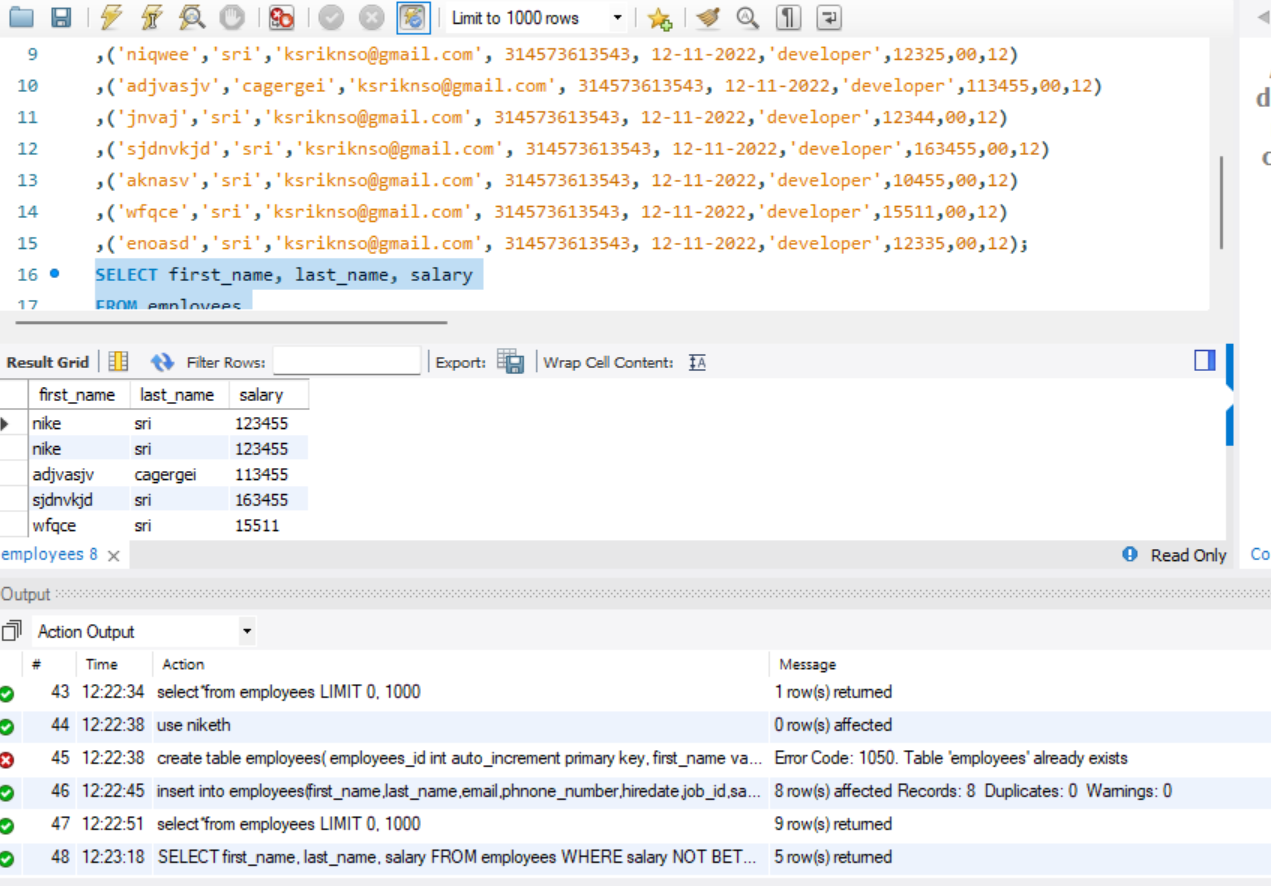 Limit to 1000 rows
9 ,('niqwee','sri','ksriknso@gmail.com', 314573613543, 12-11-2022,'developer',12325,00,12)
10 ,('adjvasjv','cagergei','ksriknso@gmail.com', 314573613543, 12-11-2022,'developer',113455,00,12)
11 ,('jnvaj','sri','ksriknso@gmail.com', 314573613543, 12-11-2022,'developer',12344,00,12)
12 ,('sjdnvkjd','sri','ksriknso@gmail.com', 314573613543, 12-11-2022,'developer',163455,00,12)
13 ,('aknasv','sri','ksriknso@gmail.com', 314573613543, 12-11-2022,'developer',10455,00,12)
14 ,('wfqce','sri','ksriknso@gmail.com', 314573613543, 12-11-2022,'developer',15511,00,12)
15 ,('enoasd','sri','ksriknso@gmail.com', 314573613543, 12-11-2022,'developer',12335,00,12);
16 SELECT first_name, last_name, salary
17 FROM employees
Result Grid Filter Rows: Export: Wrap Cell Content:
first_name last_name salary
nike sri 123455
nike sri 123455
adjvasjv cagergei 113455
sjdnvkjd sri 163455
wfqce sri 15511
employees 8 Read Only Co
Output
Action Output
# Time Action Message
43 12:22:34 select*from employees LIMIT 0, 1000 1 row(s) returned
44 12:22:38 use niketh 0 row(s) affected
45 12:22:38 create table employees( employees_id int auto_increment primary key, first_name va... Error Code: 1050. Table 'employees' already exists
46 12:22:45 insert into employees(first_name,last_name,email,phnone_number,hiredate,job_id,sa... 8 row(s) affected Records: 8 Duplicates: 0 Warnings: 0
47 12:22:51 select*from employees LIMIT 0, 1000 9 row(s) returned
48 12:23:18 SELECT first_name, last_name, salary FROM employees WHERE salary NOT BET... 5 row(s) returned